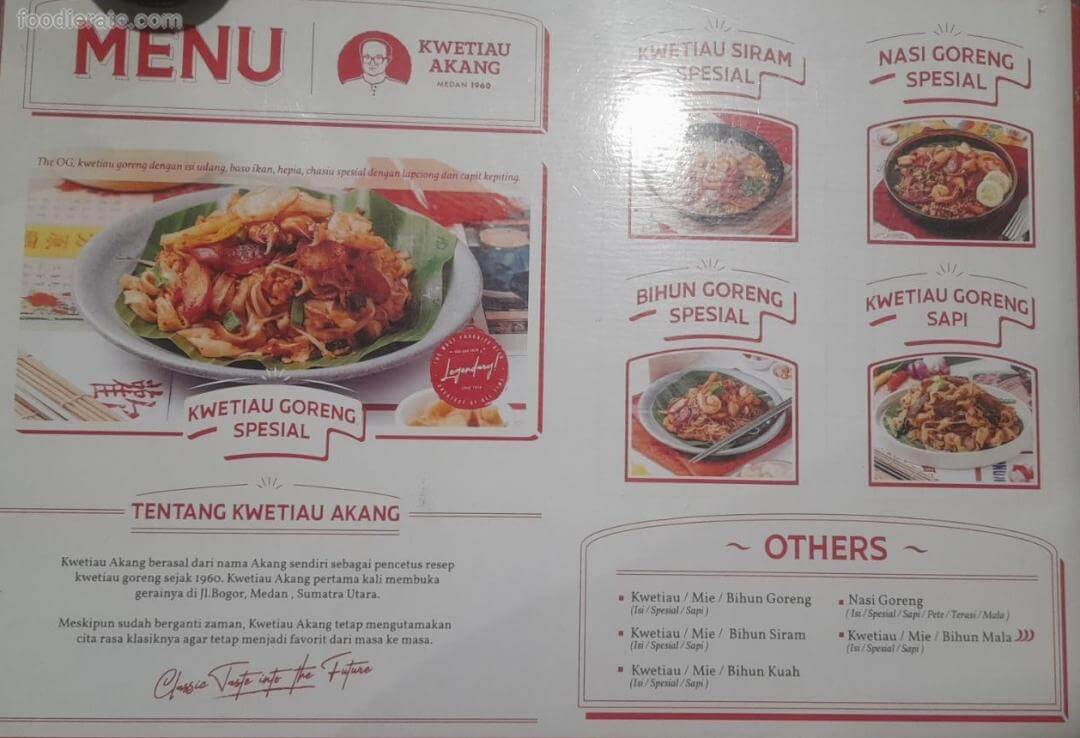 foodierate.com
MENU
KWETIAU
AKANG
MEDAN 1960
The OG, kwetiau goreng dengan isi udang, baso ikan, hepia, chasiu spesial dengan lapciong dan capit kepiting.
Legendary!
KWETIAU GORENG
SPESIAL
TENTANG KWETIAU AKANG
Kwetiau Akang berasal dari nama Akang sendiri sebagai pencetus resep
kwetiau goreng sejak 1960. Kwetiau Akang pertama kali membuka
gerainya di Jl.Bogor, Medan , Sumatra Utara.
Meskipun sudah berganti zaman, Kwetiau Akang tetap mengutamakan
cita rasa klasiknya agar tetap menjadi favorit dari masa ke masa.
Classic Taste into the Future
KWETIAU SIRAM
SPESIAL
NASI GORENG
SPESIAL
BIHUN GORENG
SPESIAL
KWETIAU GORENG
SAPI
~ OTHERS ~
Kwetiau / Mie / Bihun Goreng
(Isi / Spesial / Sapi )
Kwetiau / Mie / Bihun Siram
(Isi / Spesial / Sapi )
Kwetiau / Mie / Bihun Kuah
(Isi / Spesial / Sapi )
Nasi Goreng
( Isi / Spesial / Sapi / Pete / Terasi / Mala )
Kwetiau / Mie / Bihun Mala
(Isi / Spesial / Sapi )